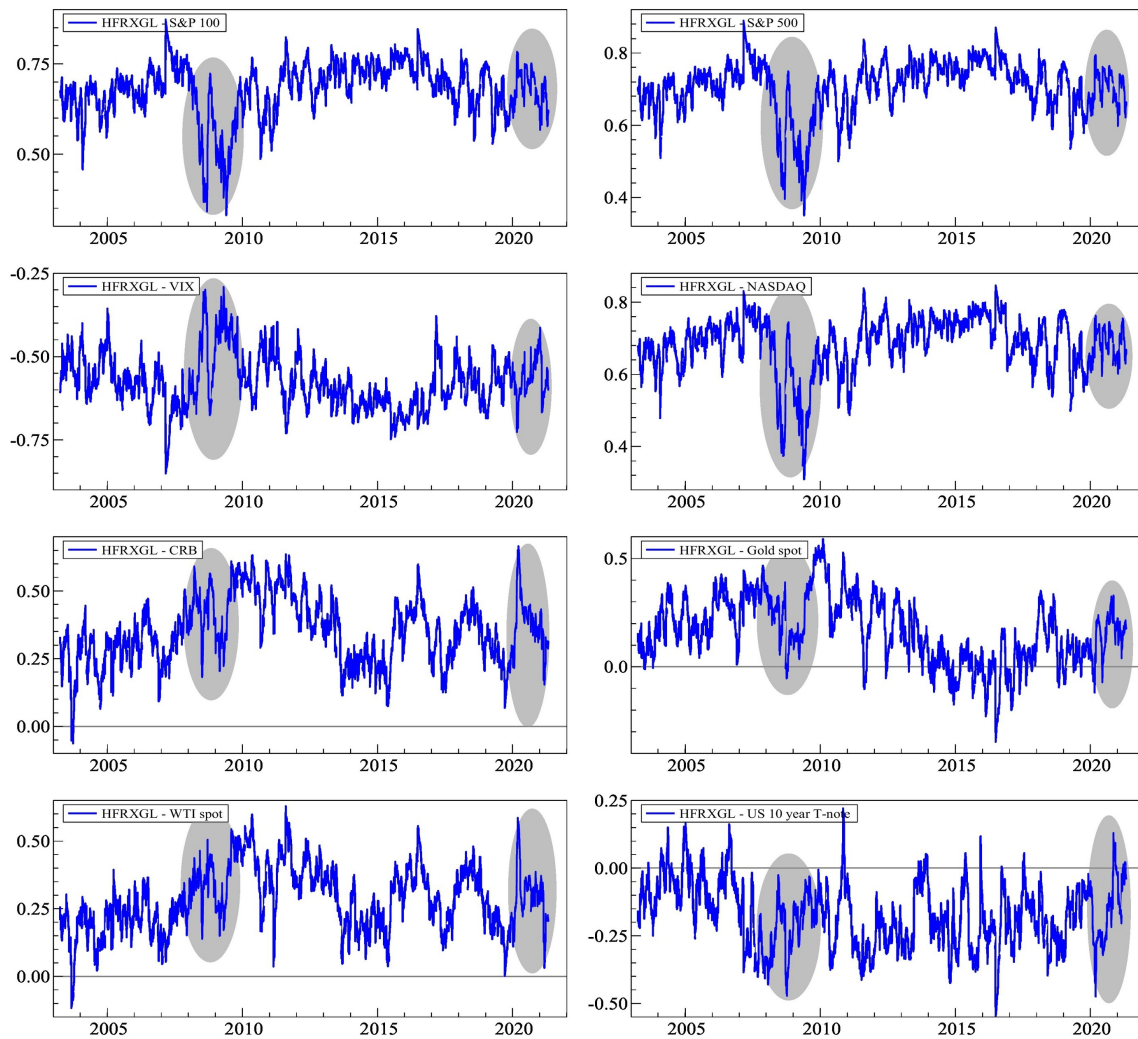 HFRXGL - S&P 100
0.75
0.50
2005 2010 2015 2020
HFRXGL - S&P 500
0.8
0.6
0.4
2005 2010 2015 2020
-0.25
HFRXGL - VIX
-0.50
-0.75
2005 2010 2015 2020
HFRXGL - NASDAQ
0.8
0.6
0.4
2005 2010 2015 2020
HFRXGL - CRB
0.50
0.25
0.00
2005 2010 2015 2020
HFRXGL - Gold spot
0.5
0.0
2005 2010 2015 2020
HFRXGL - WTI spot
0.50
0.25
0.00
2005 2010 2015 2020
0.25
HFRXGL - US 10 year T-note
0.00
-0.25
-0.50
2005 2010 2015 2020